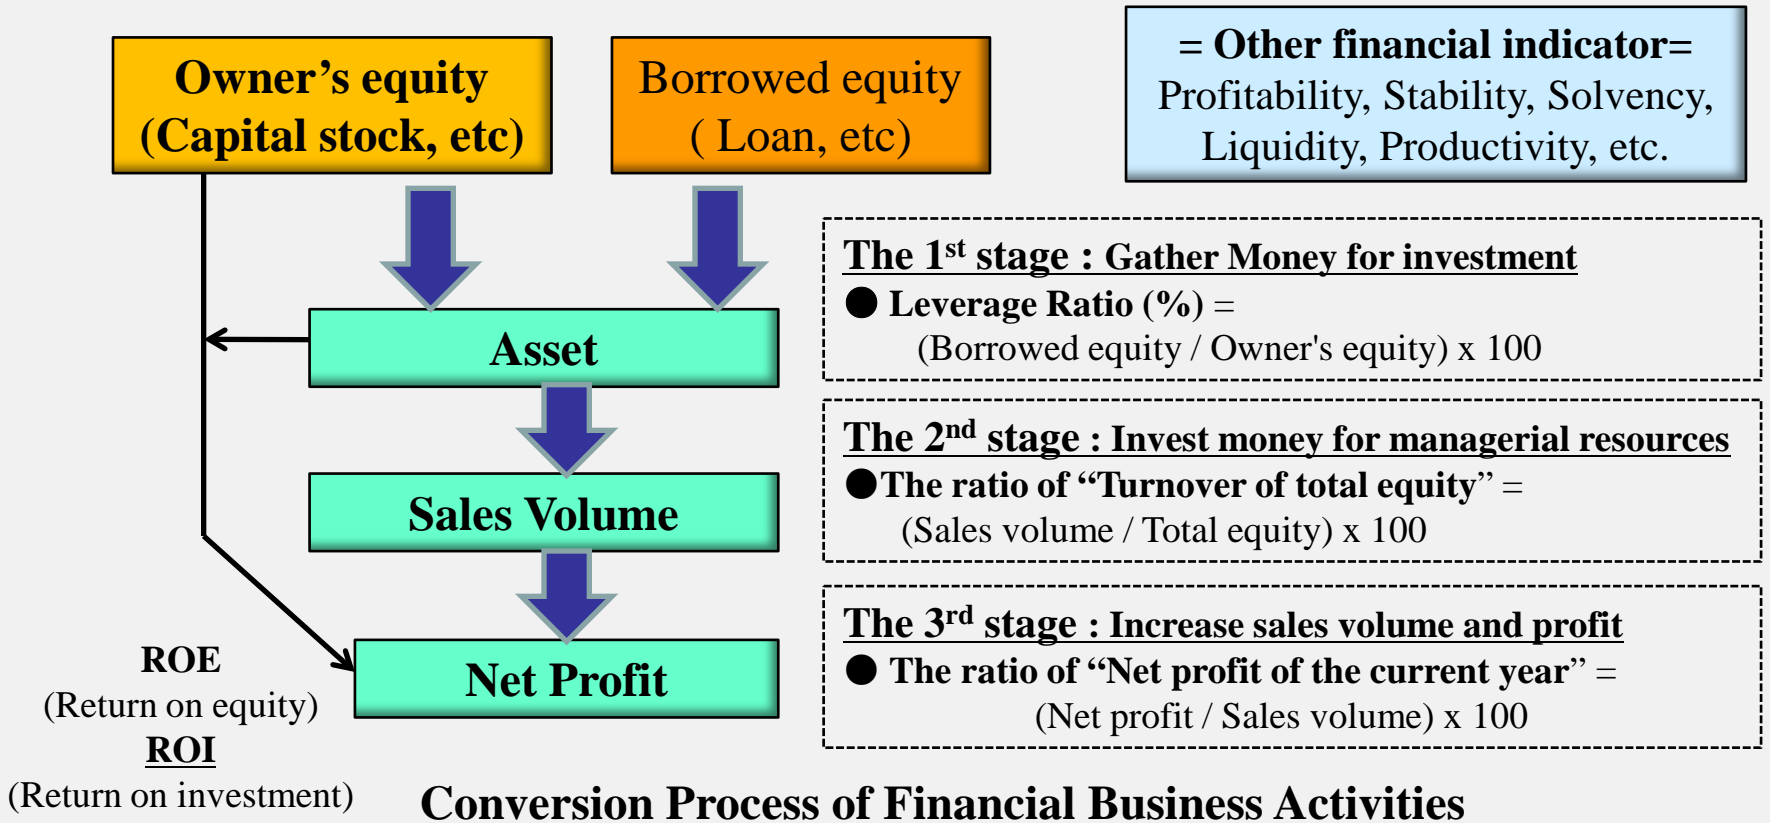 Owner’s equity
(Capital stock, etc)
Borrowed equity
( Loan, etc)
= Other financial indicator=
Profitability, Stability, Solvency,
Liquidity, Productivity, etc.
The 1st stage : Gather Money for investment
● Leverage Ratio (%) =
(Borrowed equity / Owner's equity) x 100
Asset
The 2nd stage : Invest money for managerial resources
●The ratio of “Turnover of total equity” =
(Sales volume / Total equity) x 100
Sales Volume
The 3rd stage : Increase sales volume and profit
● The ratio of “Net profit of the current year” =
(Net profit / Sales volume) x 100
Net Profit
ROE
(Return on equity)
ROI
(Return on investment)
Conversion Process of Financial Business Activities